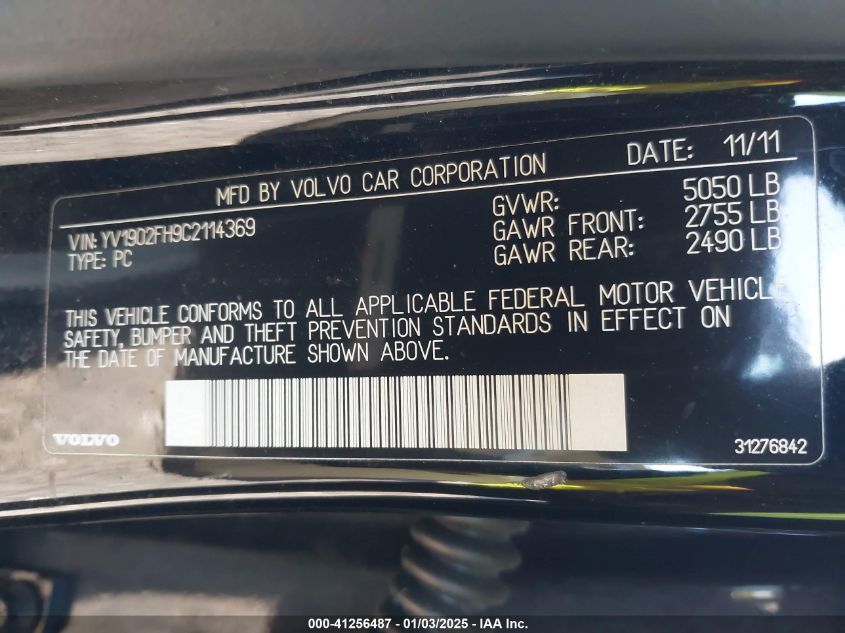 MFD BY VOLVO CAR CORPORATION DATE: 11/11
VIN: YV1902FH9C2114369
TYPE: PC
GVWR: 5050 LB
GAWR FRONT: 2755 LB
GAWR REAR: 2490 LB
THIS VEHICLE CONFORMS TO ALL APPLICABLE FEDERAL MOTOR VEHICLE
SAFETY, BUMPER AND THEFT PREVENTION STANDARDS IN EFFECT ON
THE DATE OF MANUFACTURE SHOWN ABOVE.
VOLVO
31276842
000-41256487 - 01/03/2025 - IAA Inc.